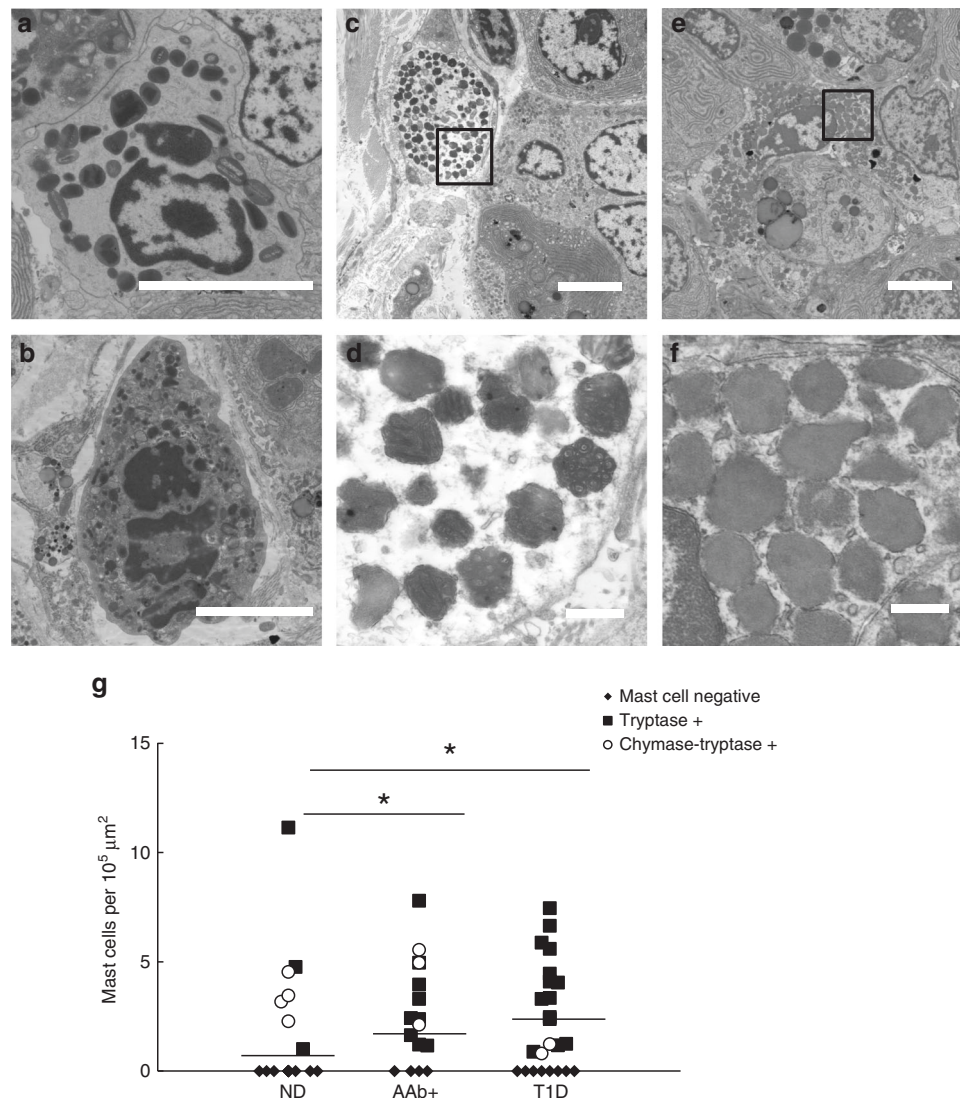 a
c
e
b
d
f
g
Mast cell negative
Tryptase +
Chymase-tryptase +
15
10
5
0
Mast cells per 10⁵ μm²
*
*
ND
AAb+
T1D